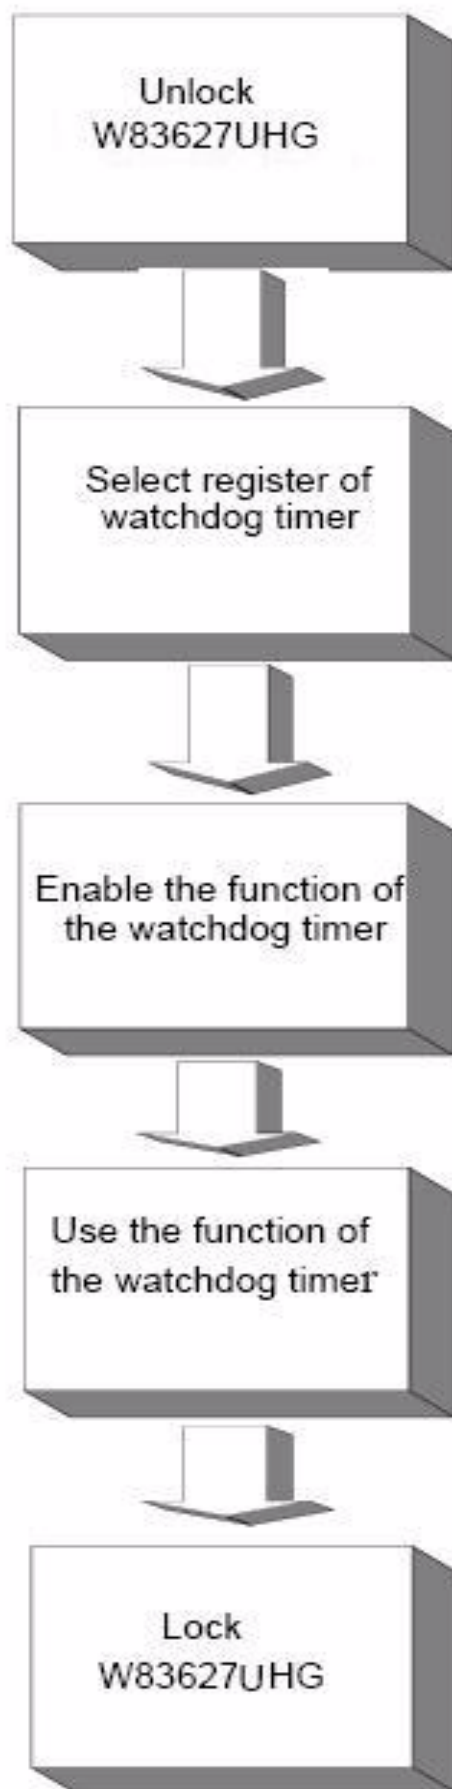 Unlock
W83627UHG
Select register of
watchdog timer
Enable the function of
the watchdog timer
Use the function of
the watchdog timer
Lock
W83627UHG